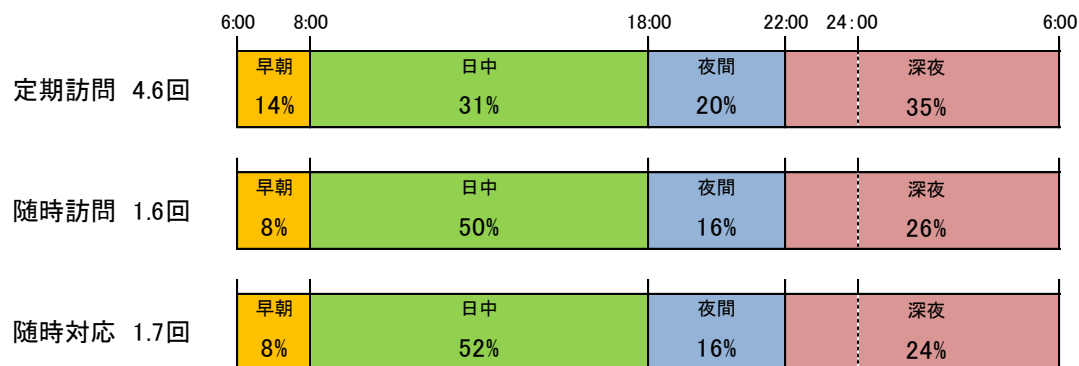 6:00 8:00 18:00 22:00 24:00 6:00
早朝 日中 夜間 深夜
定期訪問 4.6回
14% 31% 20% 35%
早朝 日中 夜間 深夜
随時訪問 1.6回
8% 50% 16% 26%
早朝 日中 夜間 深夜
随時対応 1.7回
8% 52% 16% 24%